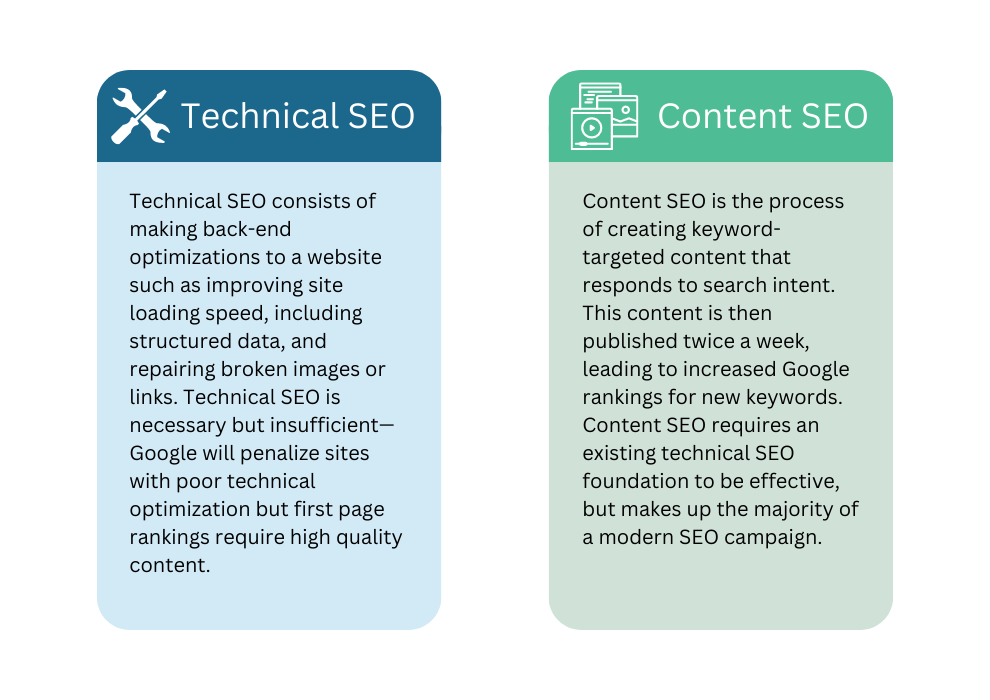 Technical SEO
Technical SEO consists of
making back-end
optimizations to a website
such as improving site
loading speed, including
structured data, and
repairing broken images or
links. Technical SEO is
necessary but insufficient—
Google will penalize sites
with poor technical
optimization but first page
rankings require high quality
content.
Content SEO
Content SEO is the process
of creating keyword-
targeted content that
responds to search intent.
This content is then
published twice a week,
leading to increased Google
rankings for new keywords.
Content SEO requires an
existing technical SEO
foundation to be effective,
but makes up the majority of
a modern SEO campaign.